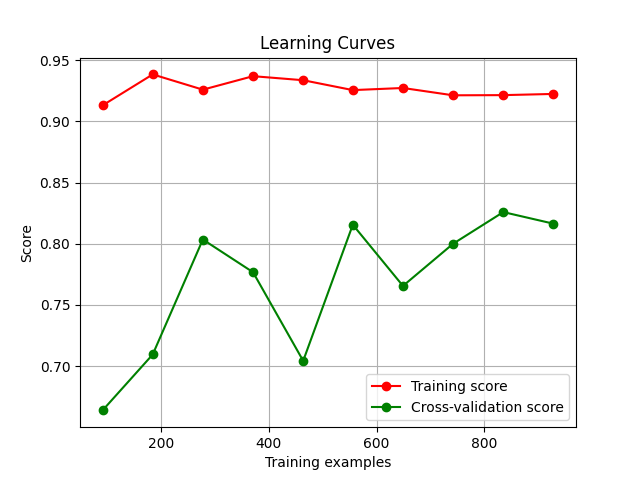 Learning Curves
0.95
0.90
0.85
0.80
0.75
0.70
Score
200 400 600 800
Training examples
Training score
Cross-validation score